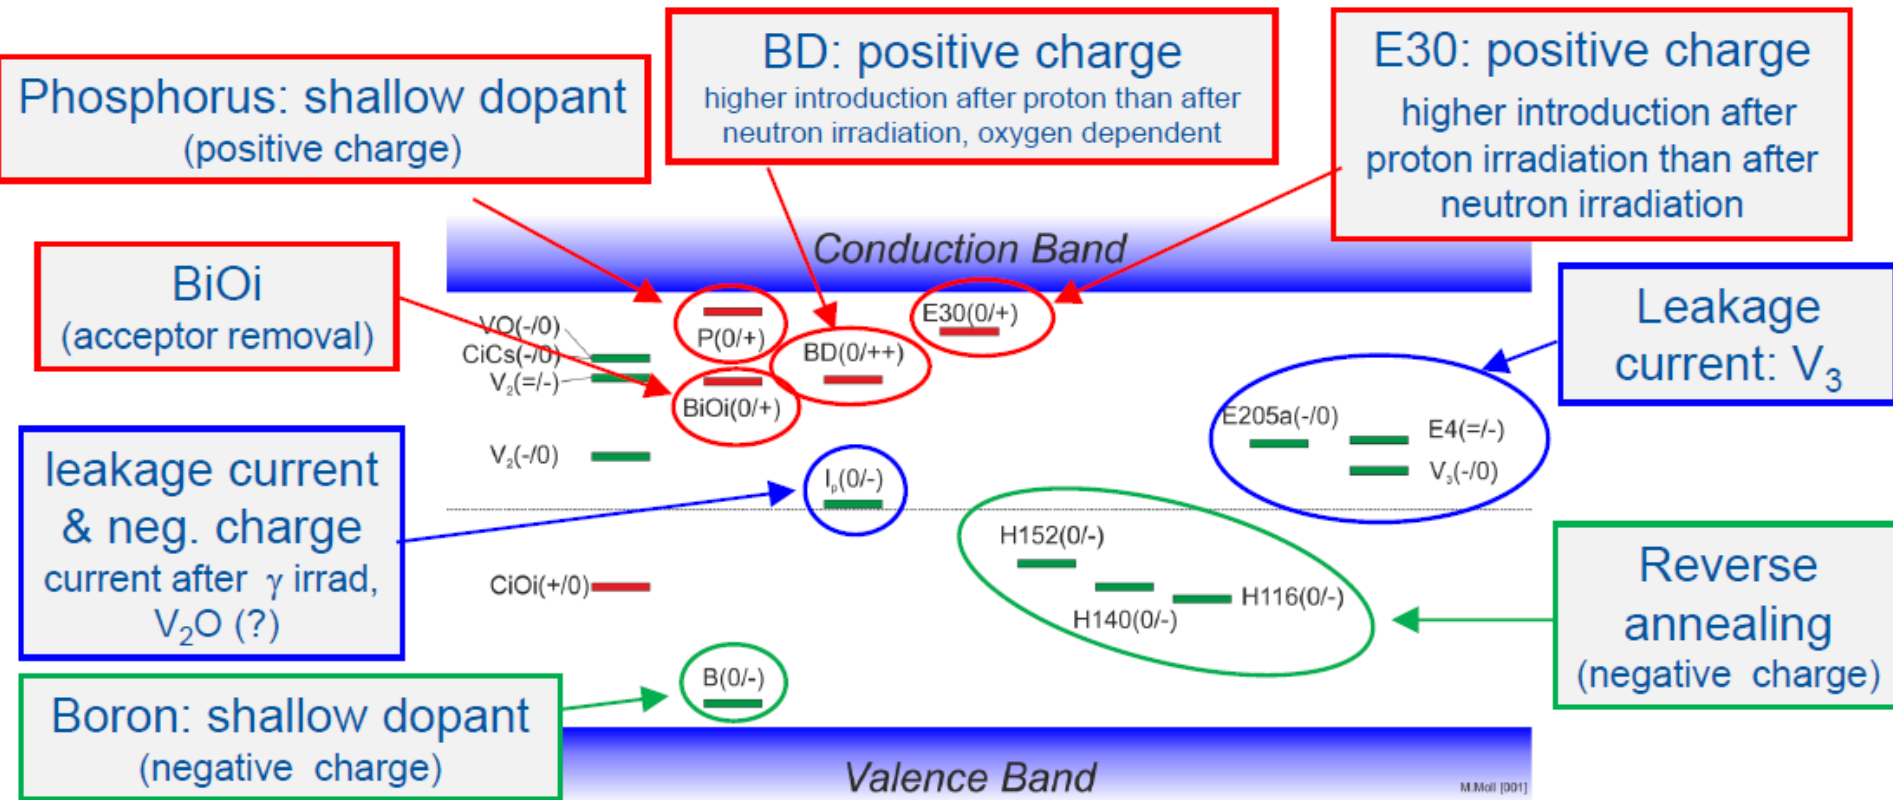 BD: positive charge
higher introduction after proton than after
neutron irradiation, oxygen dependent
E30: positive charge
higher introduction after
proton irradiation than after
neutron irradiation
Phosphorus: shallow dopant
(positive charge)
Conduction Band
BiOi
(acceptor removal)
Leakage
current: V₃
VO(-/0)
CiCs(-/0)
V₂(=/-)
P(0/+)
BiOi(0/+)
BD(0/++)
E30(0/+)
E205a(-/0)
E4(=/-)
V₃(-/0)
V₂(-/0)
Iₚ(0/-)
leakage current
& neg. charge
current after γ irrad,
V₂O (?)
H152(0/-)
H140(0/-)
H116(0/-)
CiOi(+/0)
Reverse
annealing
(negative charge)
B(0/-)
Boron: shallow dopant
(negative charge)
Valence Band
M.Moll [001]